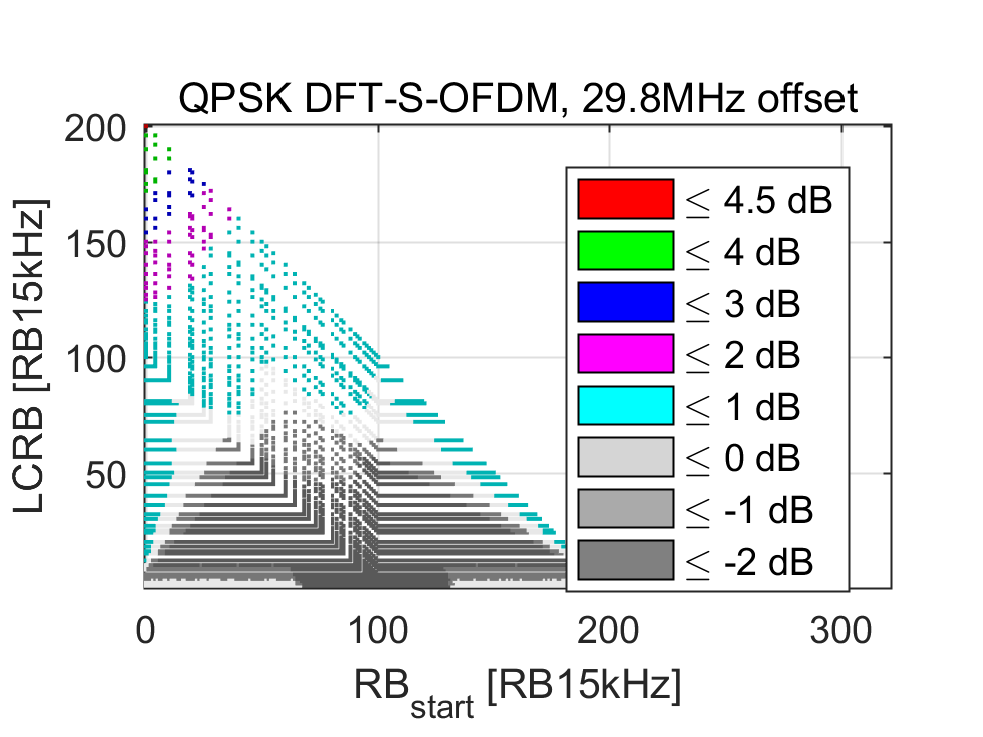 QPSK DFT-S-OFDM, 29.8MHz offset
LCRB [RB15kHz]
200
150
100
50
≤ 4.5 dB
≤ 4 dB
≤ 3 dB
≤ 2 dB
≤ 1 dB
≤ 0 dB
≤ -1 dB
≤ -2 dB
0 100 200 300
RBstart [RB15kHz]